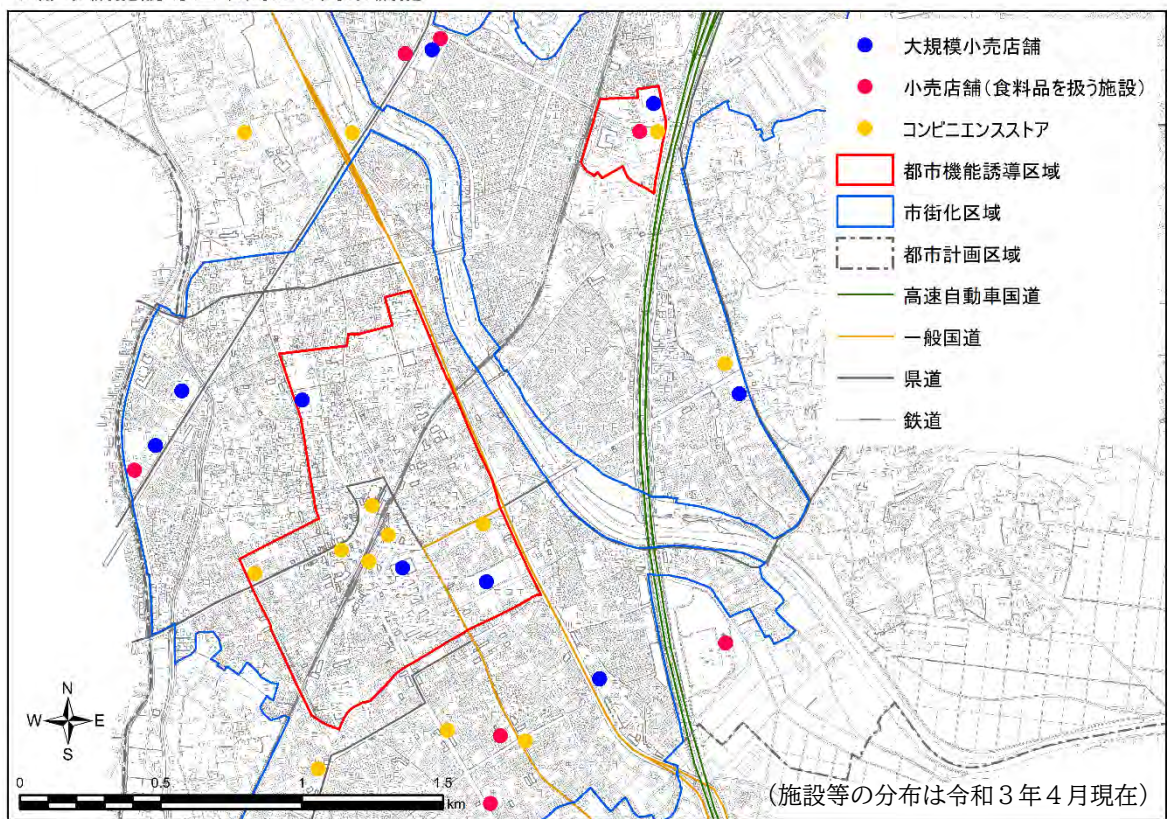 大規模小売店舗
小売店舗(食料品を扱う施設)
コンビニエンスストア
都市機能誘導区域
市街化区域
都市計画区域
高速自動車国道
一般国道
県道
鉄道
N
W E
S
0 0.5 1 1.5
km
(施設等の分布は令和3年4月現在)